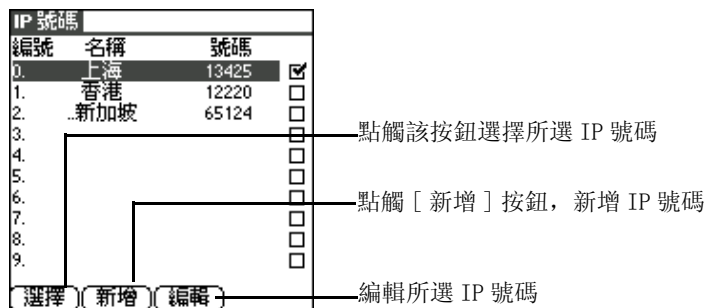 IP 號碼
編號 名稱 號碼
0. 上海 13425
1. 香港 12220
2. ..新加坡 65124
3.
4.
5.
6.
7.
8.
9.
選擇 新增 編輯
點觸該按鈕選擇所選 IP 號碼
點觸 [ 新增 ] 按鈕，新增 IP 號碼
編輯所選 IP 號碼